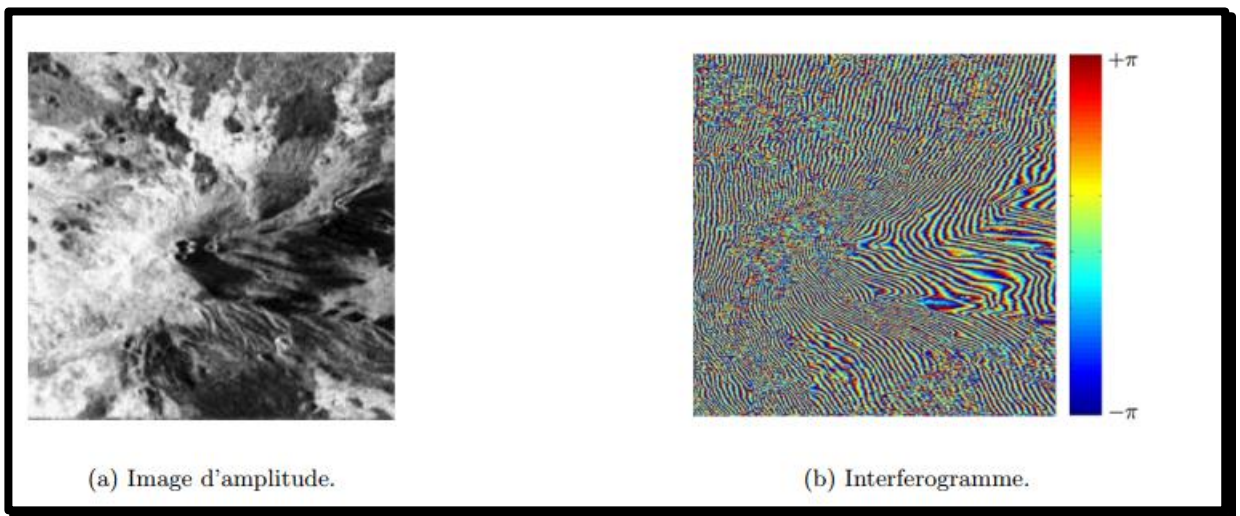 +π
−π
(a) Image d'amplitude.
(b) Interferogramme.